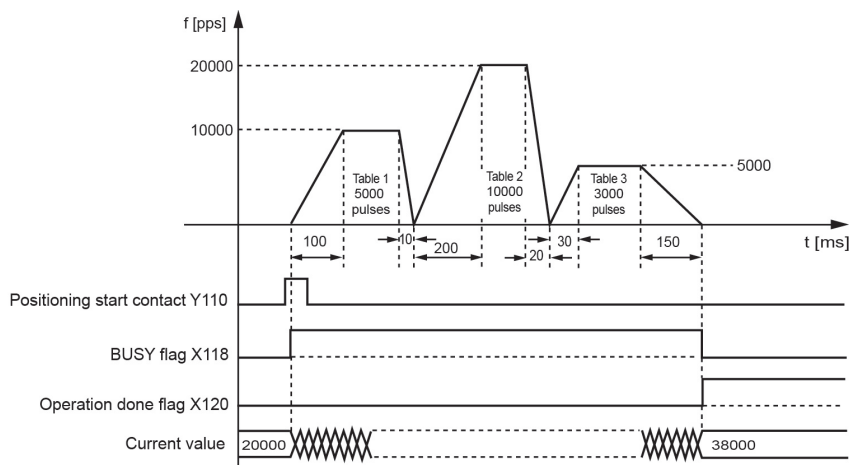 f [pps]
20000
10000
Table 1
5000
pulses
Table 2
10000
pulses
Table 3
3000
pulses
5000
t [ms]
100
10
200
20
30
150
Positioning start contact Y110
BUSY flag X118
Operation done flag X120
Current value
20000
38000